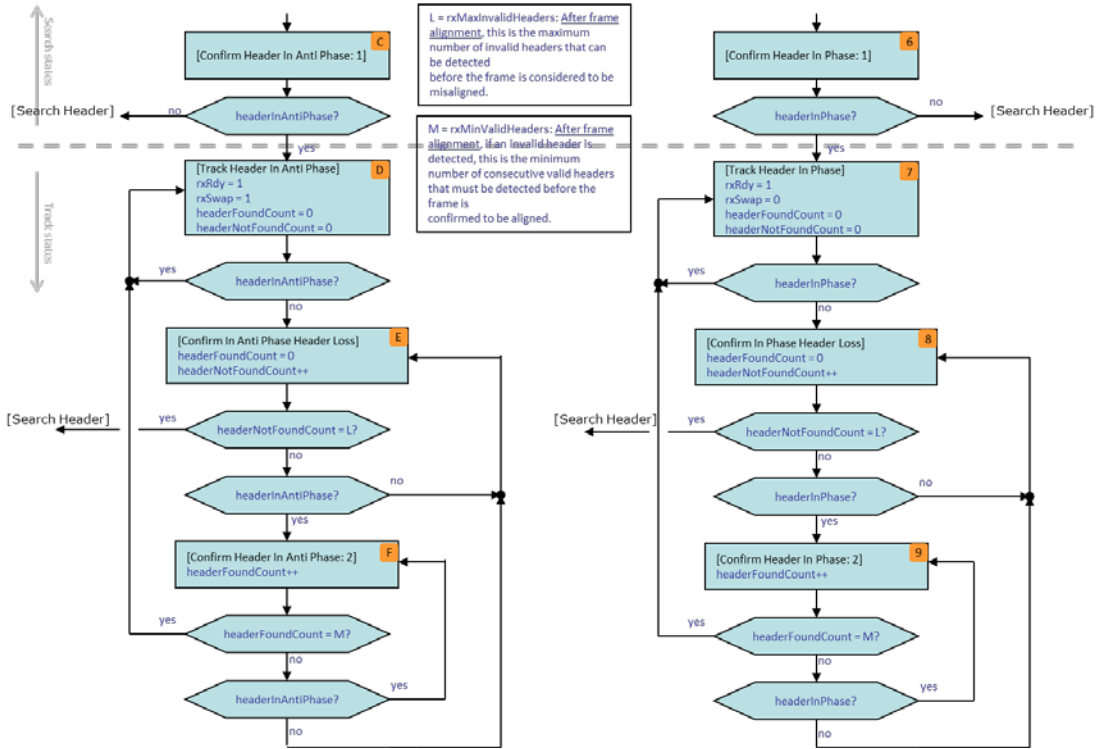 Search states
C
[Confirm Header In Anti Phase: 1]
no
[Search Header]
headerInAntiPhase?
yes
L = rxMaxInvalidHeaders: After frame
alignment, this is the maximum
number of invalid headers that can
be detected
before the frame is considered to be
misaligned.
6
[Confirm Header In Phase: 1]
headerInPhase?
no
[Search Header]
yes
Track states
D
[Track Header In Anti Phase]
rxRdy = 1
rxSwap = 1
headerFoundCount = 0
headerNotFoundCount = 0
M = rxMinValidHeaders: After frame
alignment, if an invalid header is
detected, this is the minimum
number of consecutive valid headers
that must be detected before the
frame is
confirmed to be aligned.
7
[Track Header In Phase]
rxRdy = 1
rxSwap = 0
headerFoundCount = 0
headerNotFoundCount = 0
yes
headerInAntiPhase?
no
yes
headerInPhase?
no
E
[Confirm In Anti Phase Header Loss]
headerFoundCount = 0
headerNotFoundCount++
8
[Confirm In Phase Header Loss]
headerFoundCount = 0
headerNotFoundCount++
[Search Header]
yes
headerNotFoundCount = L?
no
[Search Header]
yes
headerNotFoundCount = L?
no
headerInAntiPhase?
no
yes
headerInPhase?
no
yes
F
[Confirm Header In Anti Phase: 2]
headerFoundCount++
9
[Confirm Header In Phase: 2]
headerFoundCount++
yes
headerFoundCount = M?
no
yes
headerFoundCount = M?
no
headerInAntiPhase?
yes
no
headerInPhase?
yes
no